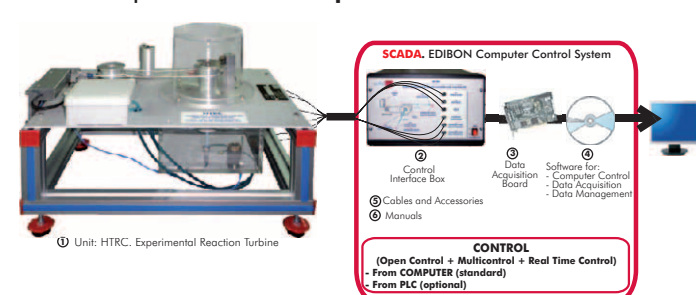 SCADA. EDIBON Computer Control System
② Control Interface Box
③ Data Acquisition Board
④ Software for:
- Computer Control
- Data Acquisition
- Data Management
⑤ Cables and Accessories
⑥ Manuals
① Unit: HTRC. Experimental Reaction Turbine
CONTROL
(Open Control + Multicontrol + Real Time Control)
- From COMPUTER (standard)
- From PLC (optional)